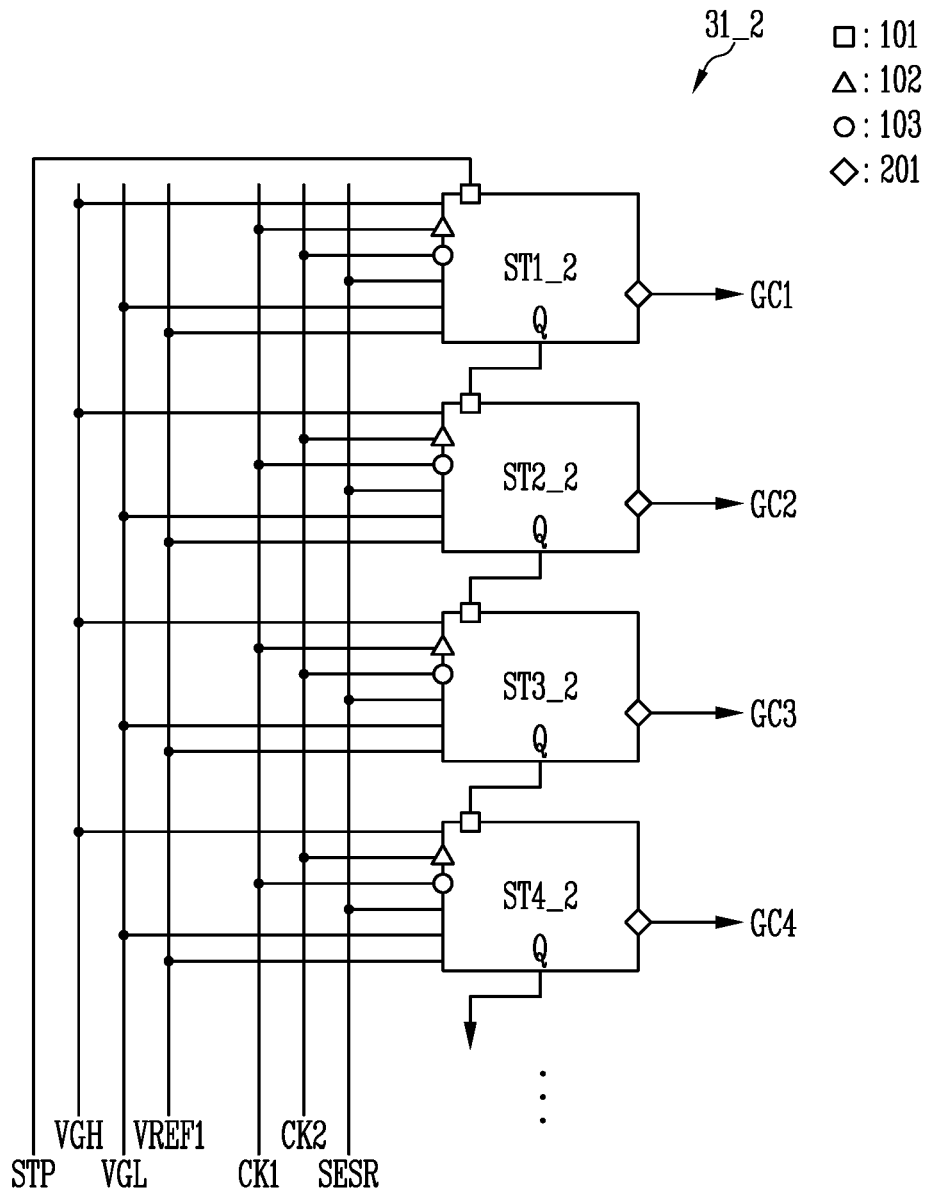 31_2
□: 101
△: 102
○: 103
◇: 201
ST1_2
Q
GC1
ST2_2
Q
GC2
ST3_2
Q
GC3
ST4_2
Q
GC4
VGH VREF1 CK2
STP VGL CK1 SESR